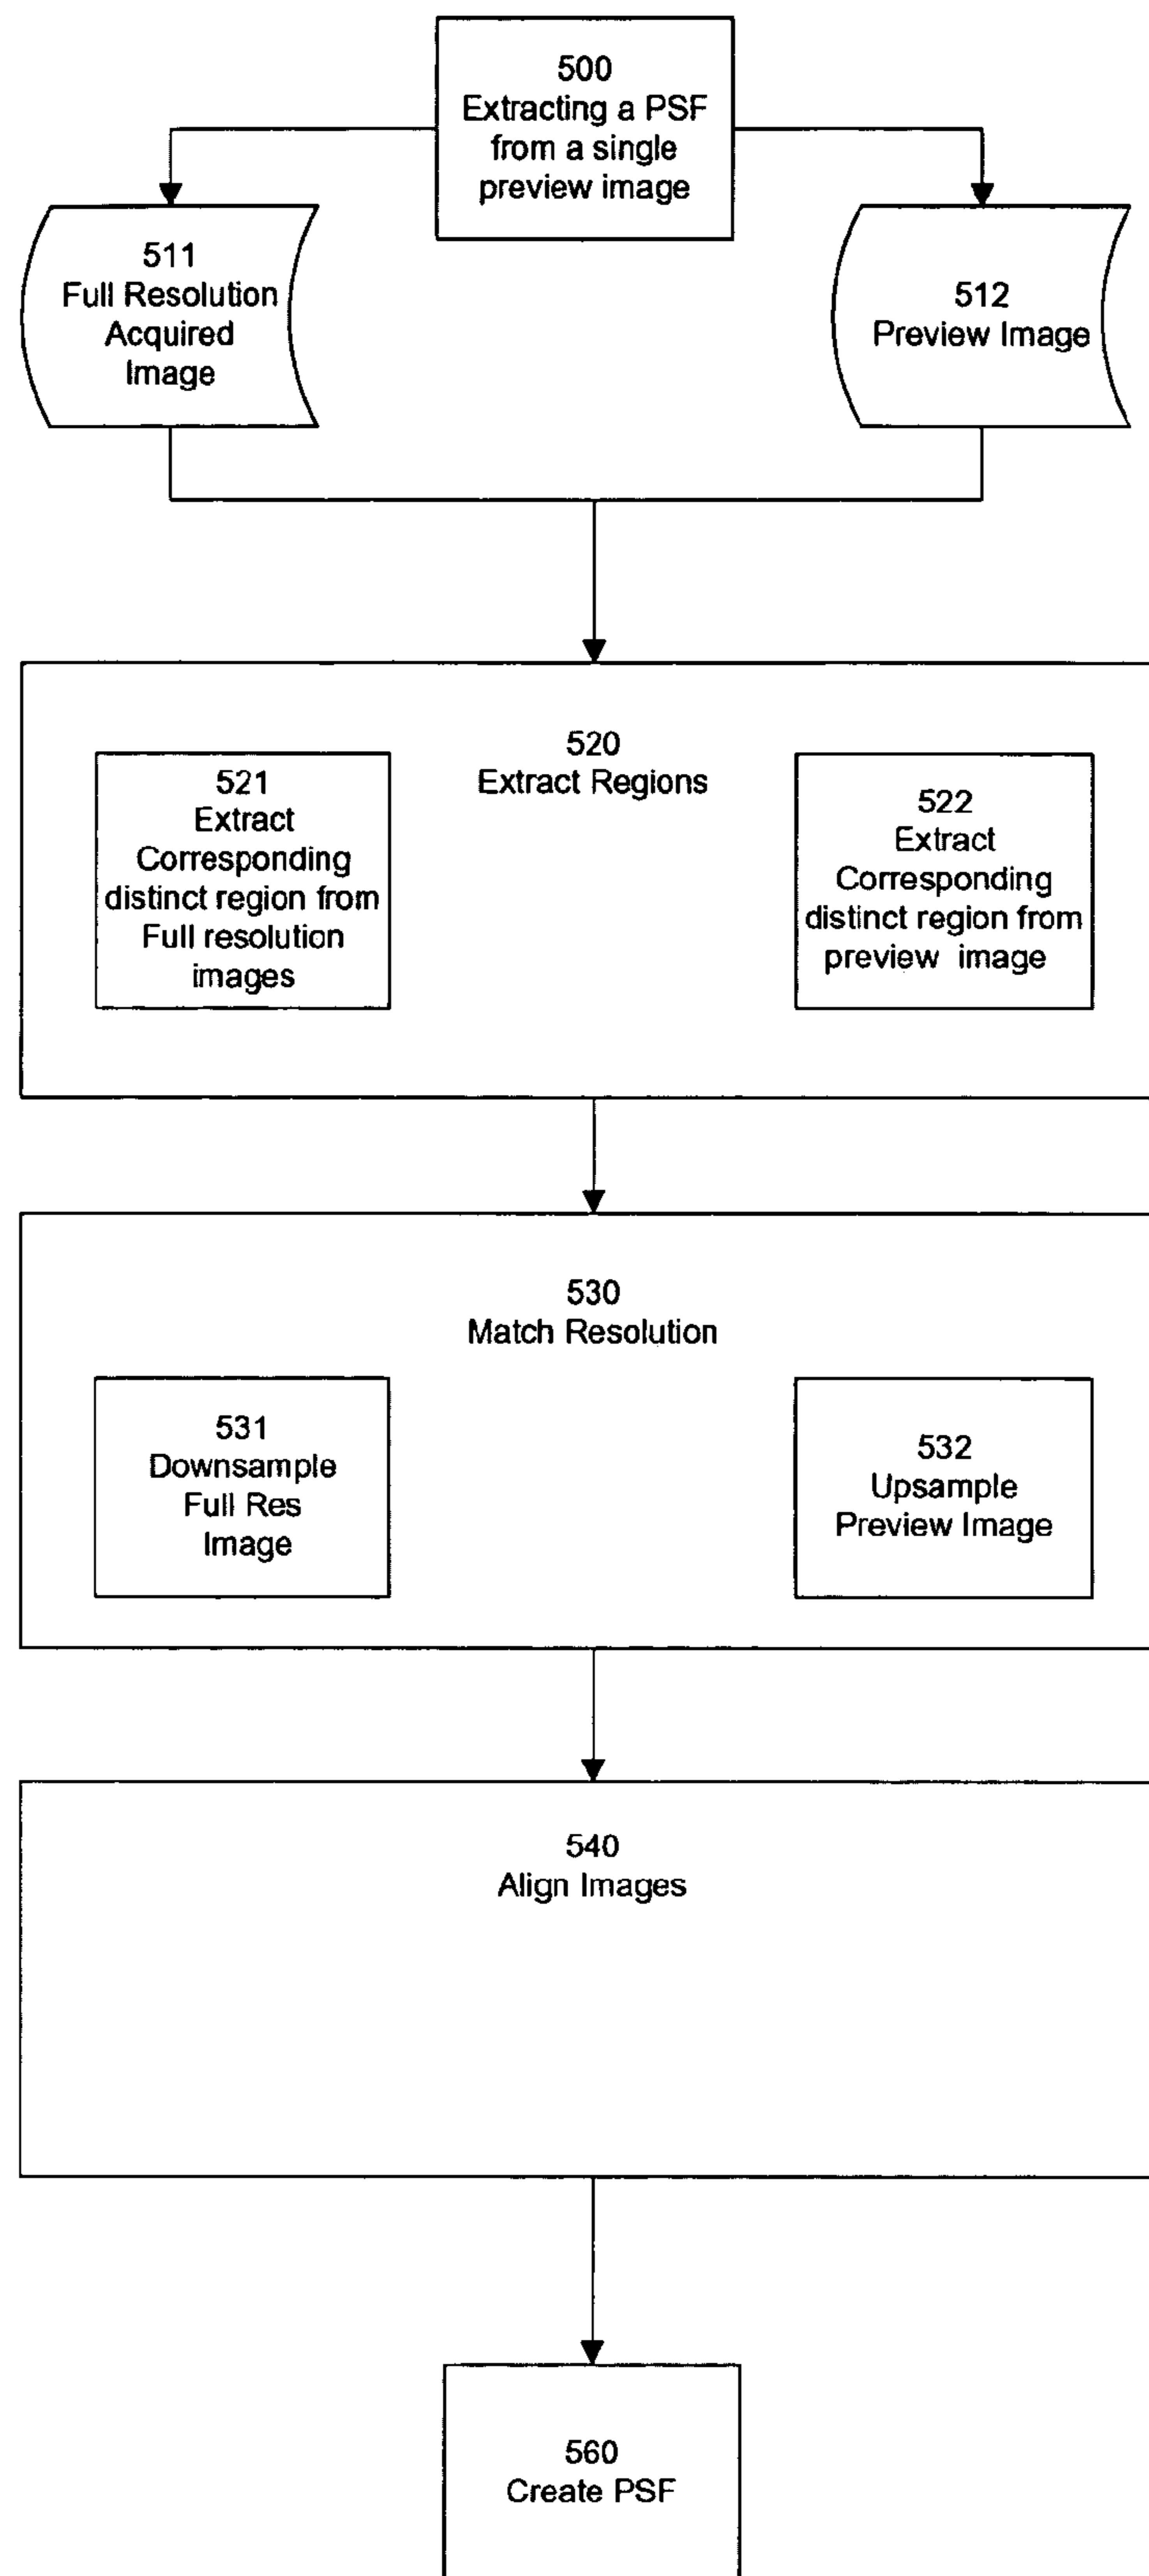 500
Extracting a PSF
from a single
preview image
511
Full Resolution
Acquired
Image
512
Preview Image
520
Extract Regions
521
Extract
Corresponding
distinct region from
Full resolution
images
522
Extract
Corresponding
distinct region from
preview image
530
Match Resolution
531
Downsample
Full Res
Image
532
Upsample
Preview Image
540
Align Images
560
Create PSF